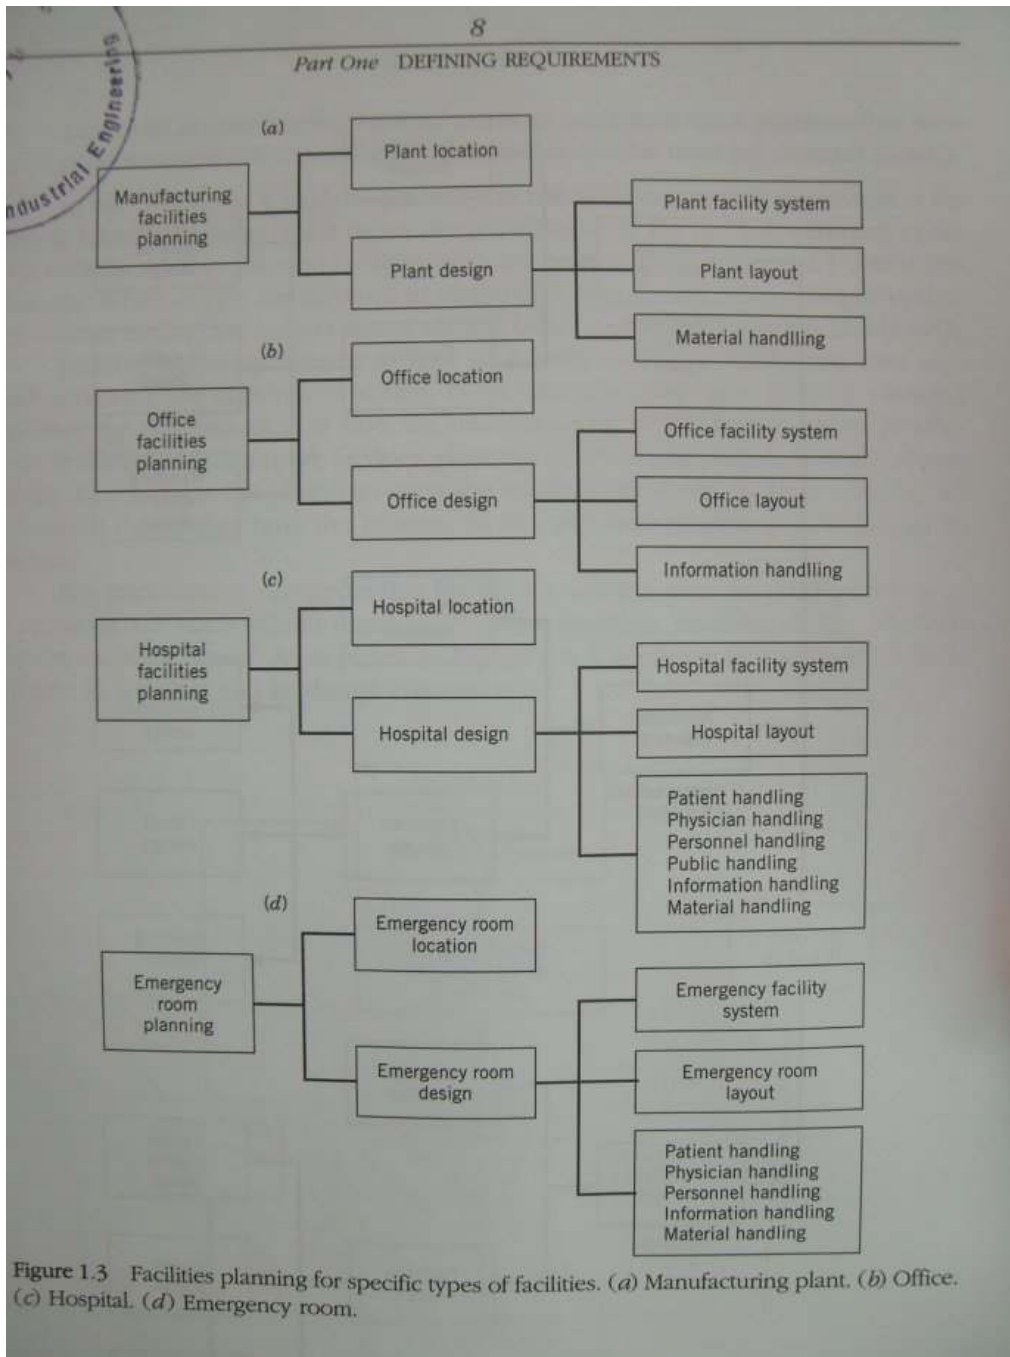 8
Part One DEFINING REQUIREMENTS
ndustrial Engineering
(a)
Manufacturing
facilities
planning
Plant location
Plant design
Plant facility system
Plant layout
Material handlling
(b)
Office
facilities
planning
Office location
Office design
Office facility system
Office layout
Information handlling
(c)
Hospital
facilities
planning
Hospital location
Hospital design
Hospital facility system
Hospital layout
Patient handling
Physician handling
Personnel handling
Public handling
Information handling
Material handling
(d)
Emergency
room
planning
Emergency room
location
Emergency room
design
Emergency facility
system
Emergency room
layout
Patient handling
Physician handling
Personnel handling
Information handling
Material handling
Figure 1.3 Facilities planning for specific types of facilities. (a) Manufacturing plant. (b) Office.
(c) Hospital. (d) Emergency room.